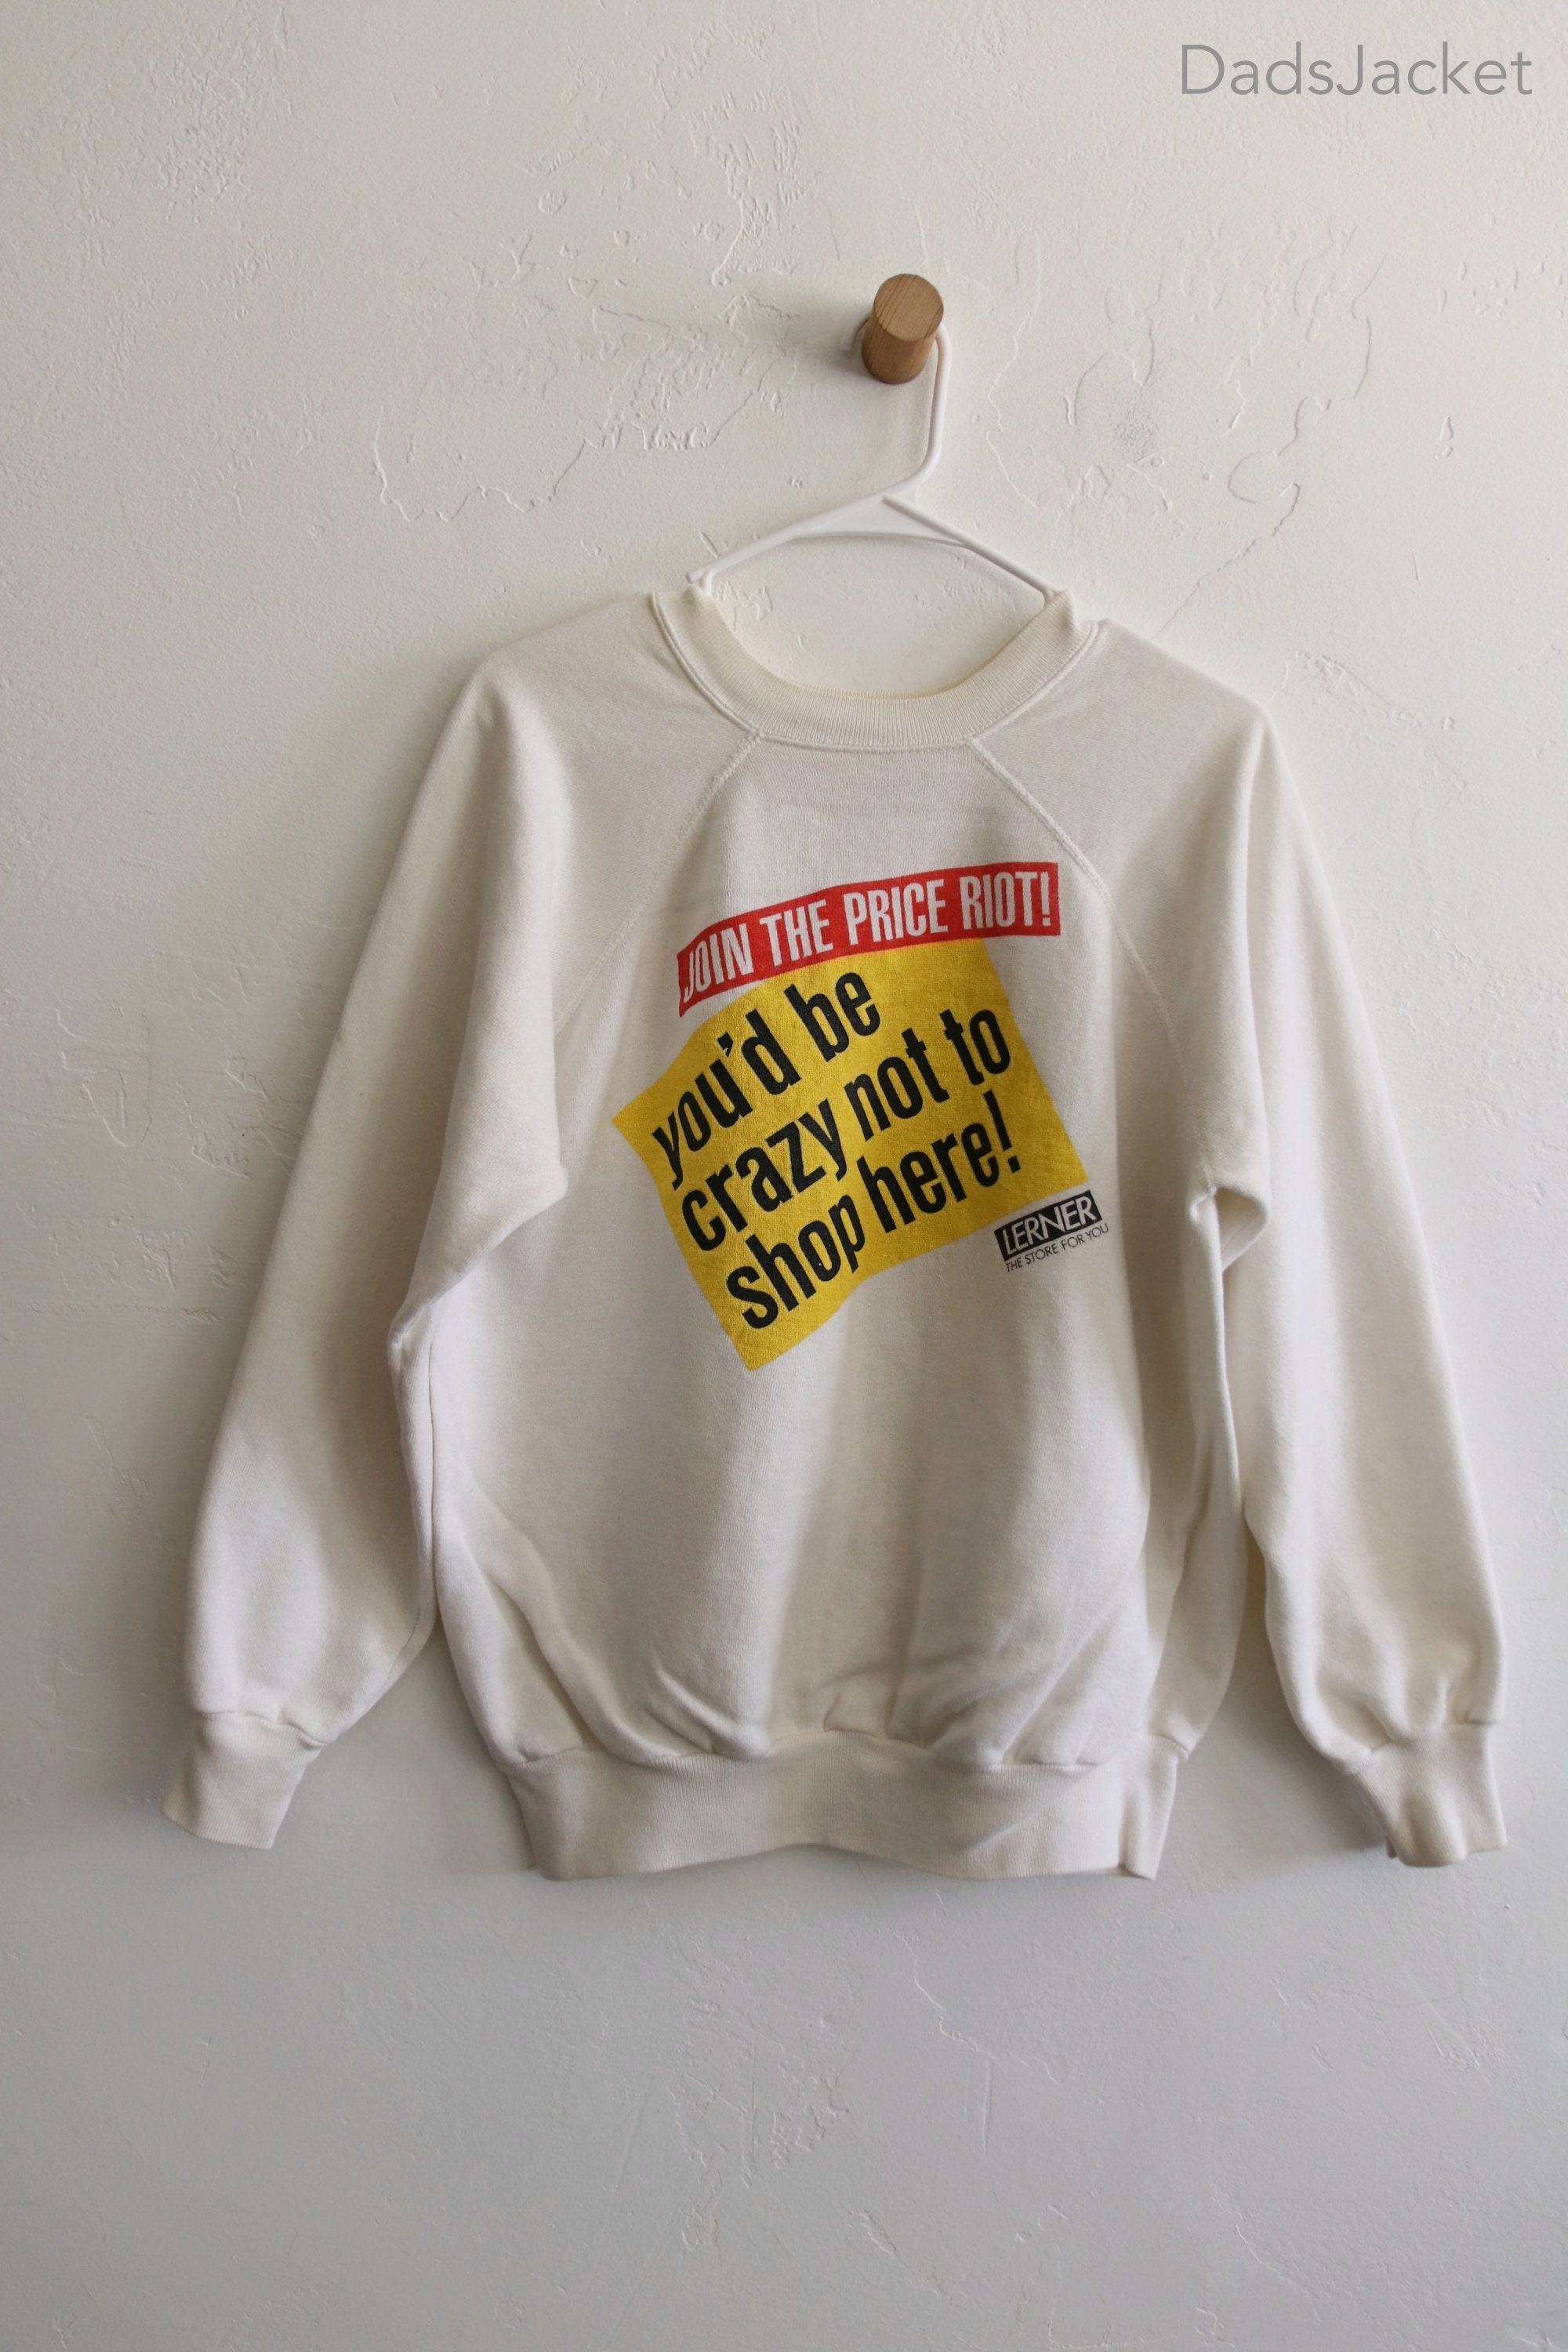 DadsJacket
JOIN THE PRICE RIOT!
you'd be
crazy not to
shop here!
LERNER
THE STORE FOR YOU